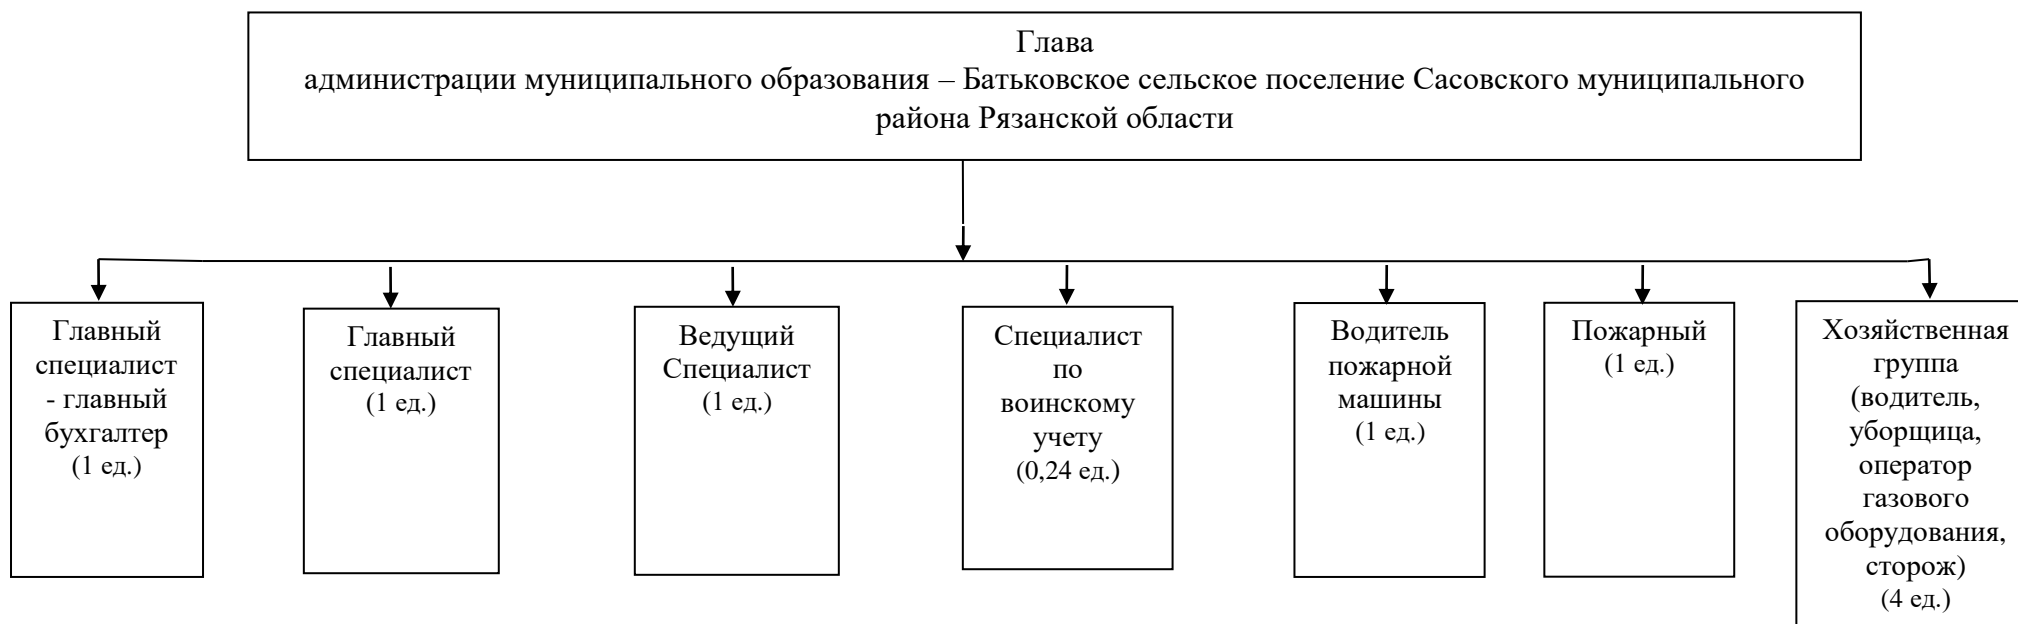 Глава
администрации муниципального образования – Батьковское сельское поселение Сасовского муниципального
района Рязанской области
Главный
специалист
- главный
бухгалтер
(1 ед.)
Главный
специалист
(1 ед.)
Ведущий
Специалист
(1 ед.)
Специалист
по
воинскому
учету
(0,24 ед.)
Водитель
пожарной
машины
(1 ед.)
Пожарный
(1 ед.)
Хозяйственная
группа
(водитель,
уборщица,
оператор
газового
оборудования,
сторож)
(4 ед.)